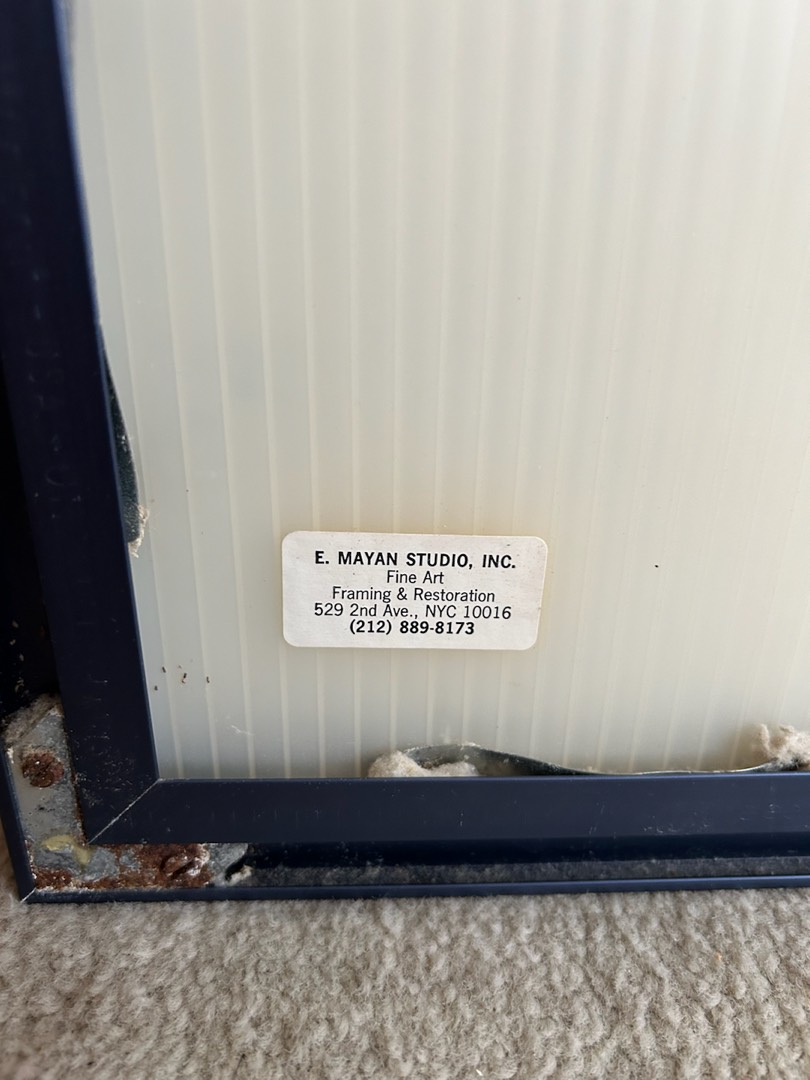 E. MAYAN STUDIO, INC.
Fine Art
Framing & Restoration
529 2nd Ave., NYC 10016
(212) 889-8173